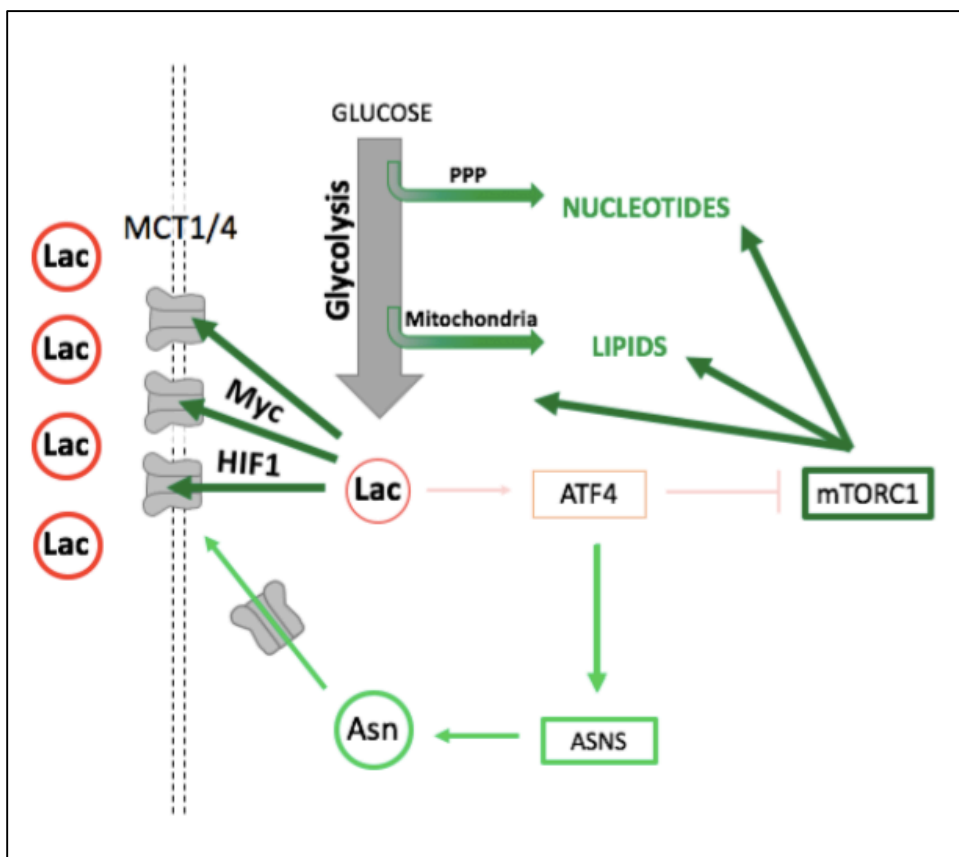 GLUCOSE
Glycolysis
PPP
NUCLEOTIDES
MCT1/4
Lac
Mitochondria
Lac
LIPIDS
Myc
Lac
HIF1
Lac
ATF4
mTORC1
Lac
Asn
ASNS